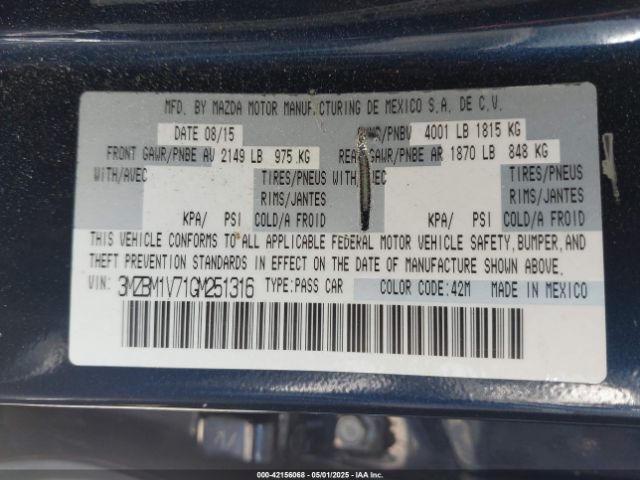 MFD. BY MAZDA MOTOR MANUFACTURING DE MEXICO S.A. DE C.V.
DATE 08/15 /PNBV 4001 LB 1815 KG
FRONT GAWR/PNBE AV 2149 LB 975 KG REAR GAWR/PNBE AR 1870 LB 848 KG
WITH/AVEC TIRES/PNEUS WITH/AVEC TIRES/PNEUS
RIMS/JANTES RIMS/JANTES
KPA/ PSI COLD/A FROID KPA/ PSI COLD/A FROID
THIS VEHICLE CONFORMS TO ALL APPLICABLE FEDERAL MOTOR VEHICLE SAFETY,BUMPER,AND
THEFT PREVENTION STANDARDS IN EFFECT ON THE DATE OF MANUFACTURE SHOWN ABOVE.
VIN: 3MZBM1V71GM251316 TYPE:PASS CAR COLOR CODE:42M MADE IN MEXICO
000-42156068 - 05/01/2025 - IAA Inc.